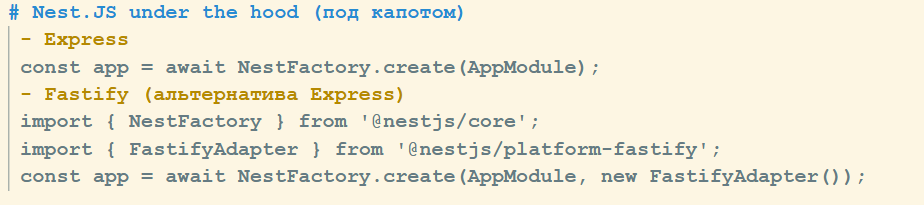 # Nest.JS under the hood (под капотом)
- Express
const app = await NestFactory.create(AppModule);
- Fastify (альтернатива Express)
import { NestFactory } from '@nestjs/core';
import { FastifyAdapter } from '@nestjs/platform-fastify';
const app = await NestFactory.create(AppModule, new FastifyAdapter());